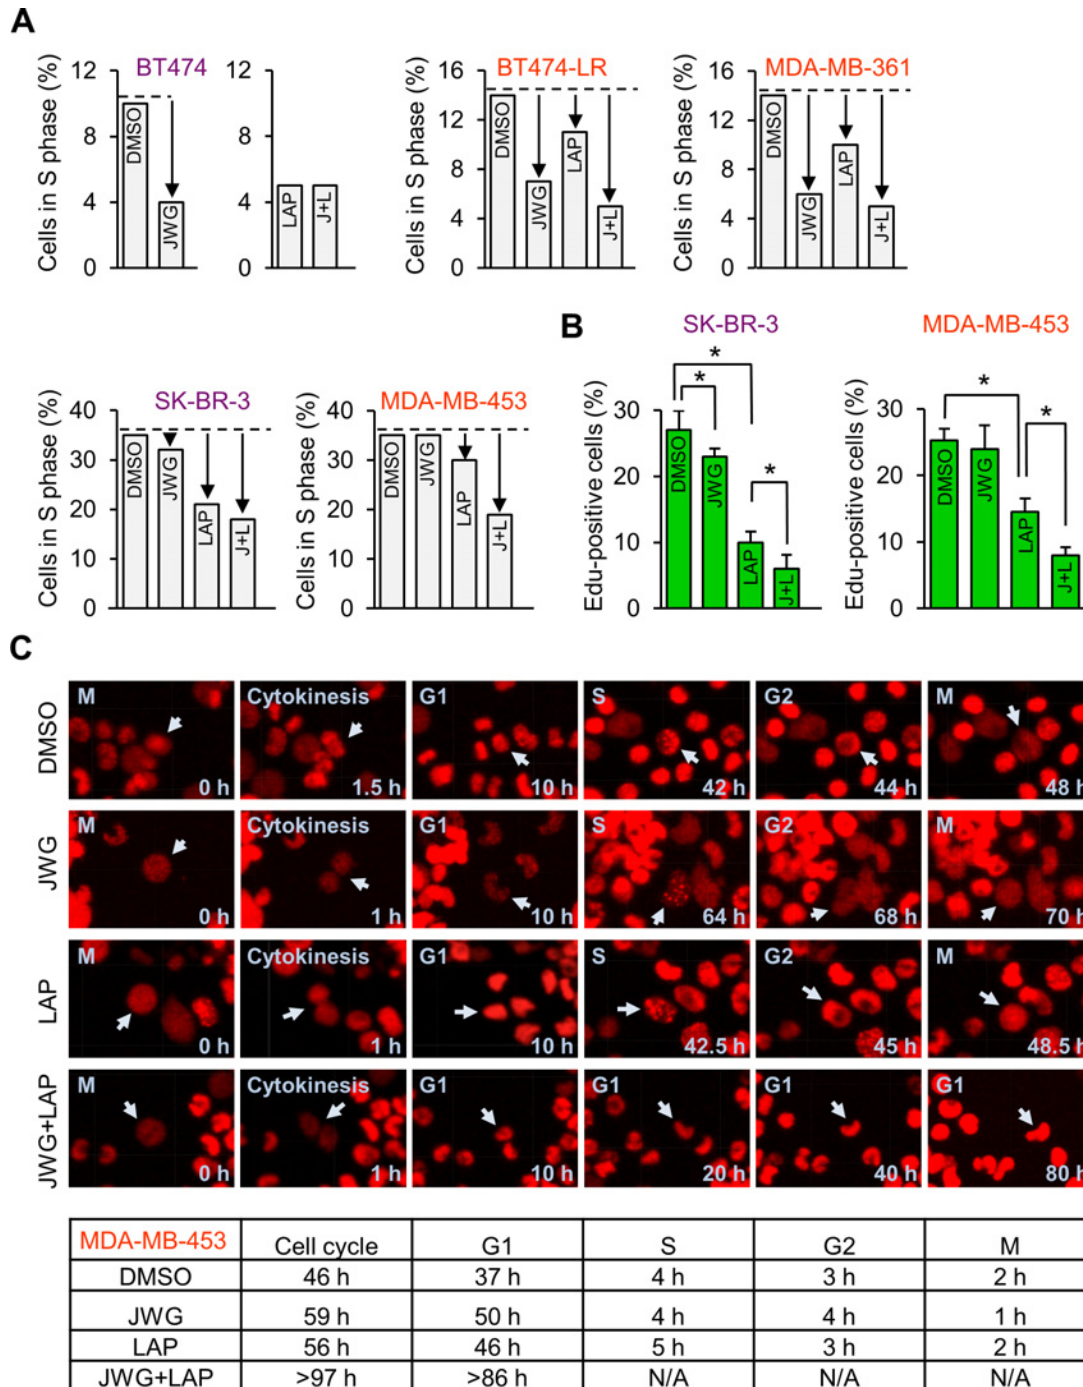 A
BT474
Cells in S phase (%)
12
8
4
0
DMSO
JWG
12
8
4
0
LAP
J+L
BT474-LR
Cells in S phase (%)
16
12
8
4
0
DMSO
JWG
LAP
J+L
MDA-MB-361
Cells in S phase (%)
16
12
8
4
0
DMSO
JWG
LAP
J+L
SK-BR-3
Cells in S phase (%)
40
30
20
10
0
DMSO
JWG
LAP
J+L
MDA-MB-453
Cells in S phase (%)
40
30
20
10
0
DMSO
JWG
LAP
J+L
B
SK-BR-3
Edu-positive cells (%)
30
20
10
0
DMSO
JWG
LAP
J+L
*
*
*
MDA-MB-453
Edu-positive cells (%)
30
20
10
0
DMSO
JWG
LAP
J+L
*
*
C
DMSO
M 0 h
Cytokinesis 1.5 h
G1 10 h
S 42 h
G2 44 h
M 48 h
JWG
M 0 h
Cytokinesis 1 h
G1 10 h
S 64 h
G2 68 h
M 70 h
LAP
M 0 h
Cytokinesis 1 h
G1 10 h
S 42.5 h
G2 45 h
M 48.5 h
JWG+LAP
M 0 h
Cytokinesis 1 h
G1 10 h
G1 20 h
G1 40 h
G1 80 h
MDA-MB-453 Cell cycle G1 S G2 M
DMSO 46 h 37 h 4 h 3 h 2 h
JWG 59 h 50 h 4 h 4 h 1 h
LAP 56 h 46 h 5 h 3 h 2 h
JWG+LAP >97 h >86 h N/A N/A N/A